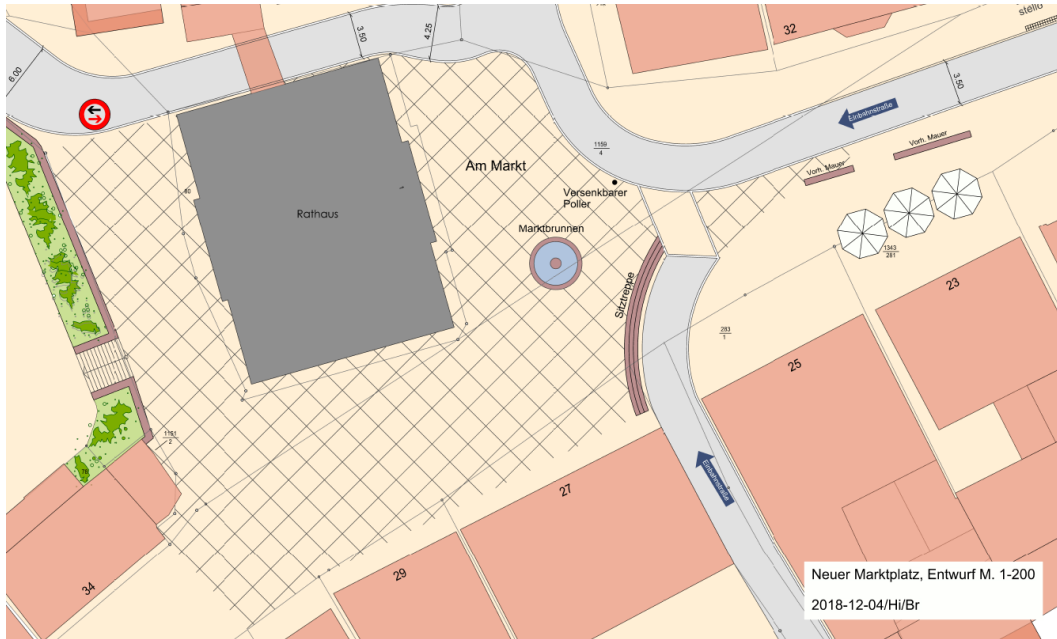 stello
32
3.50
4.25
6.00
3.50
Einbahnstraße
Vorh. Mauer
Vorh. Mauer
1159
4
Am Markt
Versenkbarer
Poller
Rathaus
Marktbrunnen
1343
281
Sitztreppe
23
283
1
25
1151
2
Einbahnstraße
27
29
34
Neuer Marktplatz, Entwurf M. 1-200
2018-12-04/Hi/Br